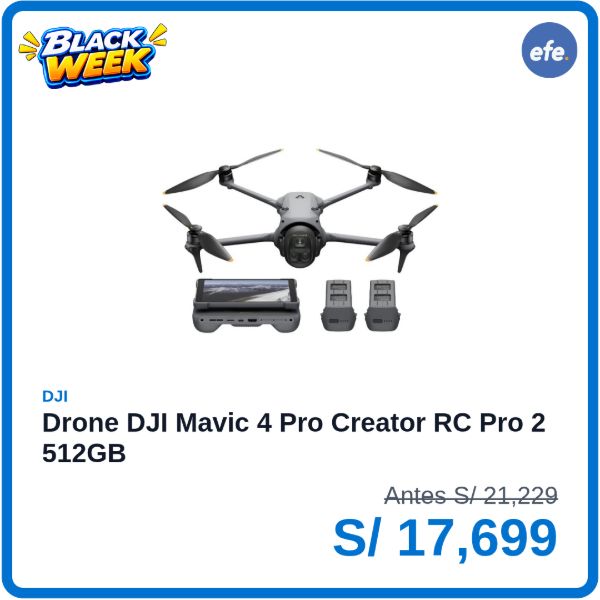 BLACK
WEEK
efe.
DJI
Drone DJI Mavic 4 Pro Creator RC Pro 2
512GB
Antes S/ 21,229
S/ 17,699